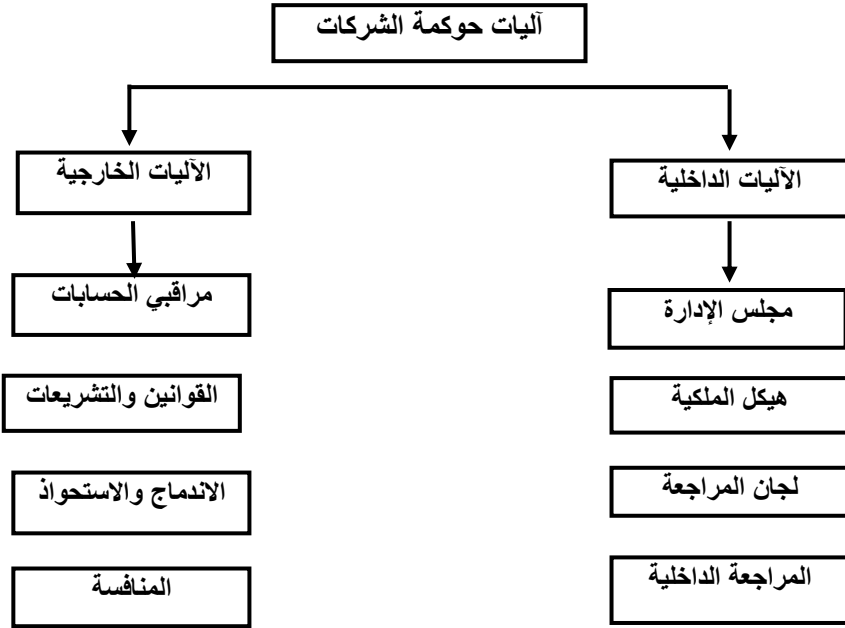 آليات حوكمة الشركات
الآليات الداخلية
مجلس الإدارة
هيكل الملكية
لجان المراجعة
المراجعة الداخلية
الآليات الخارجية
مراقبي الحسابات
القوانين والتشريعات
الاندماج والاستحواذ
المنافسة